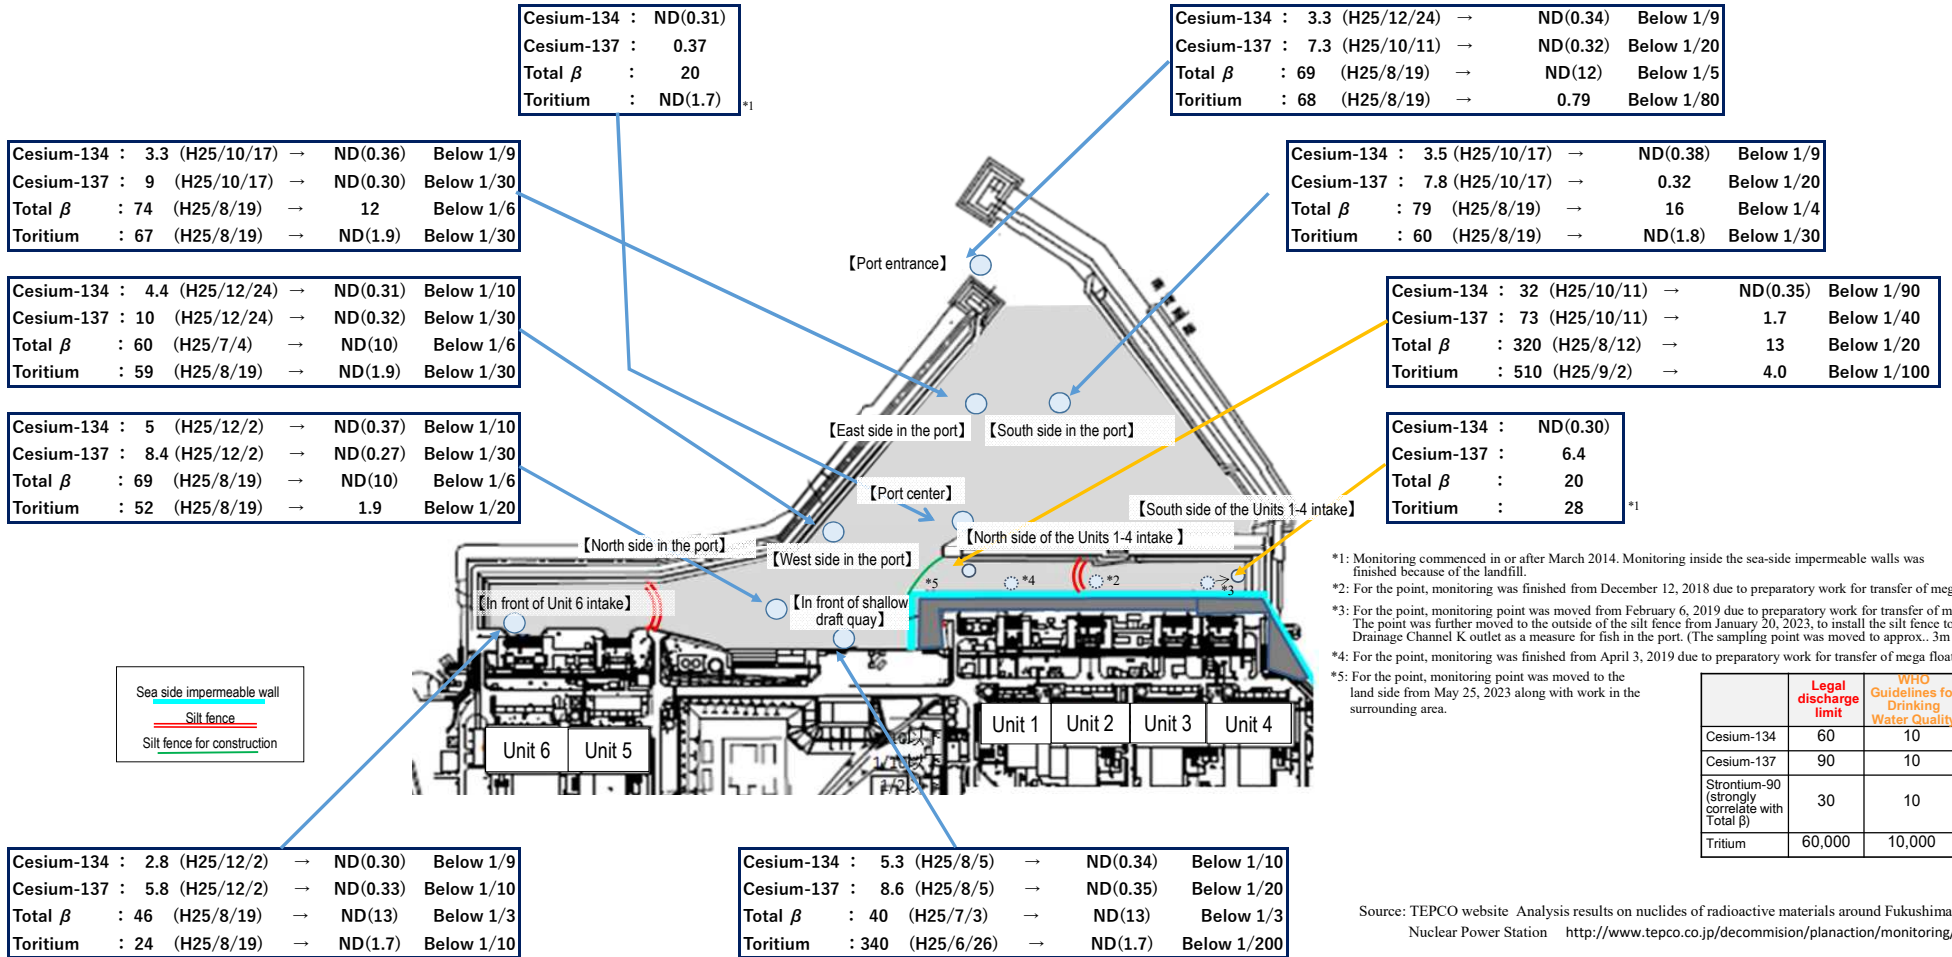 Cesium-134 : ND(0.31)
Cesium-137 : 0.37
Total β : 20
Toritium : ND(1.7) *1
Cesium-134 : 3.3 (H25/12/24) → ND(0.34) Below 1/9
Cesium-137 : 7.3 (H25/10/11) → ND(0.32) Below 1/20
Total β : 69 (H25/8/19) → ND(12) Below 1/5
Toritium : 68 (H25/8/19) → 0.79 Below 1/80
Cesium-134 : 3.3 (H25/10/17) → ND(0.36) Below 1/9
Cesium-137 : 9 (H25/10/17) → ND(0.30) Below 1/30
Total β : 74 (H25/8/19) → 12 Below 1/6
Toritium : 67 (H25/8/19) → ND(1.9) Below 1/30
Cesium-134 : 3.5 (H25/10/17) → ND(0.38) Below 1/9
Cesium-137 : 7.8 (H25/10/17) → 0.32 Below 1/20
Total β : 79 (H25/8/19) → 16 Below 1/4
Toritium : 60 (H25/8/19) → ND(1.8) Below 1/30
Cesium-134 : 4.4 (H25/12/24) → ND(0.31) Below 1/10
Cesium-137 : 10 (H25/12/24) → ND(0.32) Below 1/30
Total β : 60 (H25/7/4) → ND(10) Below 1/6
Toritium : 59 (H25/8/19) → ND(1.9) Below 1/30
Cesium-134 : 32 (H25/10/11) → ND(0.35) Below 1/90
Cesium-137 : 73 (H25/10/11) → 1.7 Below 1/40
Total β : 320 (H25/8/12) → 13 Below 1/20
Toritium : 510 (H25/9/2) → 4.0 Below 1/100
Cesium-134 : 5 (H25/12/2) → ND(0.37) Below 1/10
Cesium-137 : 8.4 (H25/12/2) → ND(0.27) Below 1/30
Total β : 69 (H25/8/19) → ND(10) Below 1/6
Toritium : 52 (H25/8/19) → 1.9 Below 1/20
Cesium-134 : ND(0.30)
Cesium-137 : 6.4
Total β : 20
Toritium : 28 *1
【Port entrance】
【East side in the port】 【South side in the port】
【Port center】
【South side of the Units 1-4 intake】
【North side of the Units 1-4 intake 】
【North side in the port】
【West side in the port】
*5 *4 *2 *3
【In front of Unit 6 intake】
【In front of shallow
draft quay】
Unit 6 Unit 5
Unit 1 Unit 2 Unit 3 Unit 4
Sea side impermeable wall
Silt fence
Silt fence for construction
*1: Monitoring commenced in or after March 2014. Monitoring inside the sea-side impermeable walls was
finished because of the landfill.
*2: For the point, monitoring was finished from December 12, 2018 due to preparatory work for transfer of meg
*3: For the point, monitoring point was moved from February 6, 2019 due to preparatory work for transfer of m
The point was further moved to the outside of the silt fence from January 20, 2023, to install the silt fence to
Drainage Channel K outlet as a measure for fish in the port. (The sampling point was moved to approx.. 3m
*4: For the point, monitoring was finished from April 3, 2019 due to preparatory work for transfer of mega float
*5: For the point, monitoring point was moved to the
land side from May 25, 2023 along with work in the
surrounding area.
Legal
discharge
limit
WHO
Guidelines fo
Drinking
Water Quality
Cesium-134 60 10
Cesium-137 90 10
Strontium-90
(strongly
correlate with
Total β) 30 10
Tritium 60,000 10,000
Cesium-134 : 2.8 (H25/12/2) → ND(0.30) Below 1/9
Cesium-137 : 5.8 (H25/12/2) → ND(0.33) Below 1/10
Total β : 46 (H25/8/19) → ND(13) Below 1/3
Toritium : 24 (H25/8/19) → ND(1.7) Below 1/10
Cesium-134 : 5.3 (H25/8/5) → ND(0.34) Below 1/10
Cesium-137 : 8.6 (H25/8/5) → ND(0.35) Below 1/20
Total β : 40 (H25/7/3) → ND(13) Below 1/3
Toritium : 340 (H25/6/26) → ND(1.7) Below 1/200
Source: TEPCO website Analysis results on nuclides of radioactive materials around Fukushima
Nuclear Power Station http://www.tepco.co.jp/decommision/planaction/monitoring/